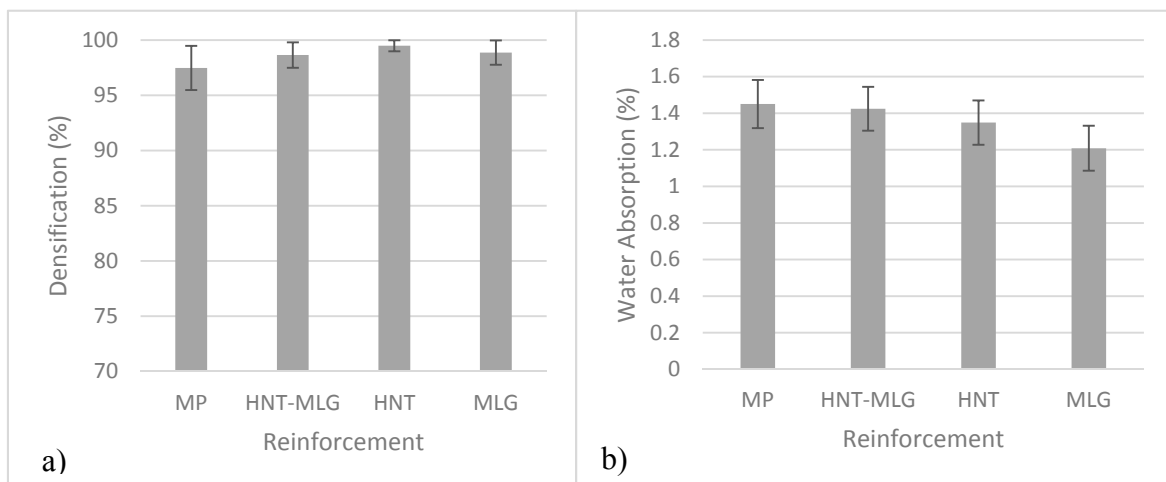 100
95
90
85
80
75
70
Densification (%)
MP HNT-MLG HNT MLG
Reinforcement
a)
1.8
1.6
1.4
1.2
1
0.8
0.6
0.4
0.2
0
Water Absorption (%)
MP HNT-MLG HNT MLG
Reinforcement
b)